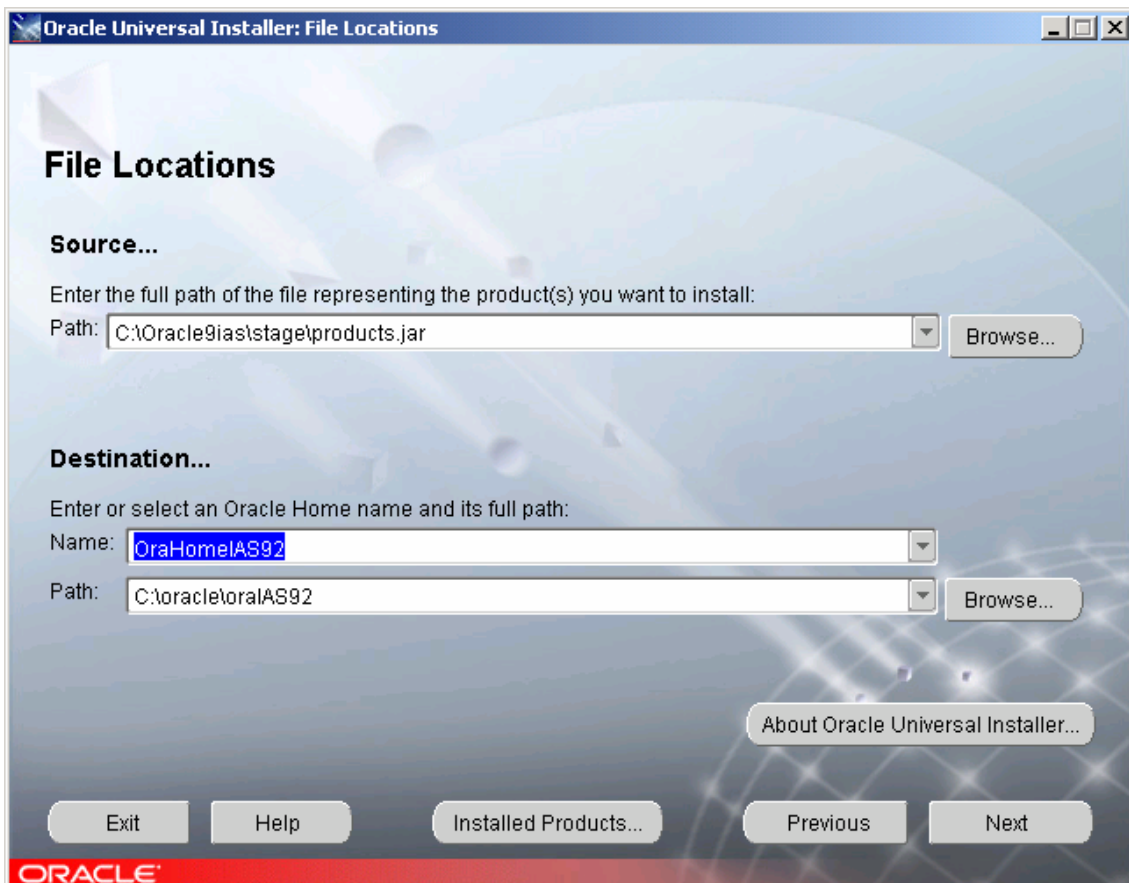 Oracle Universal Installer: File Locations
File Locations
Source...
Enter the full path of the file representing the product(s) you want to install:
Path: C:\Oracle9ias\stage\products.jar Browse...
Destination...
Enter or select an Oracle Home name and its full path:
Name: OraHomeIAS92
Path: C:\oracle\oraIAS92 Browse...
About Oracle Universal Installer...
Exit Help Installed Products... Previous Next
ORACLE